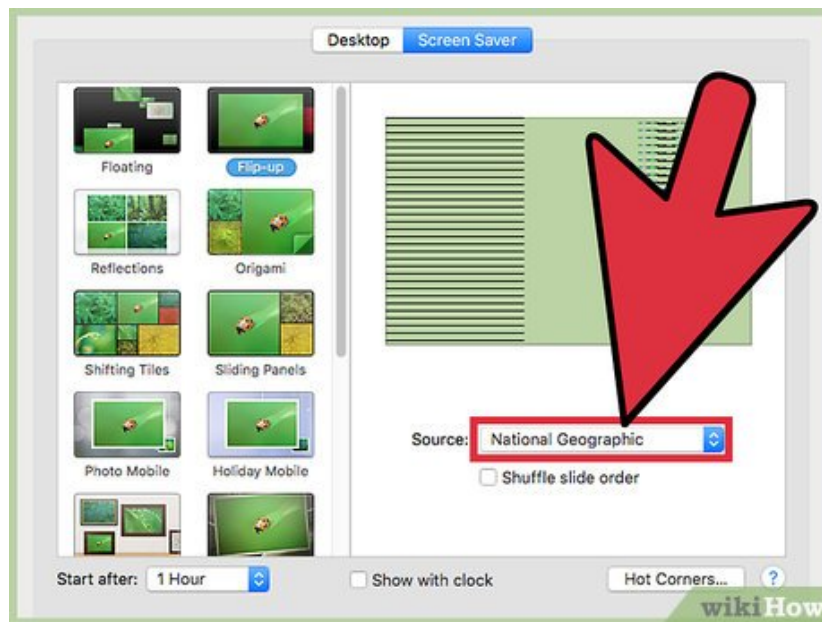 Desktop Screen Saver
Floating Flip-up
Reflections Origami
Shifting Tiles Sliding Panels
Source: National Geographic
Photo Mobile Holiday Mobile
Shuffle slide order
Start after: 1 Hour Show with clock Hot Corners... ?
wikiHow